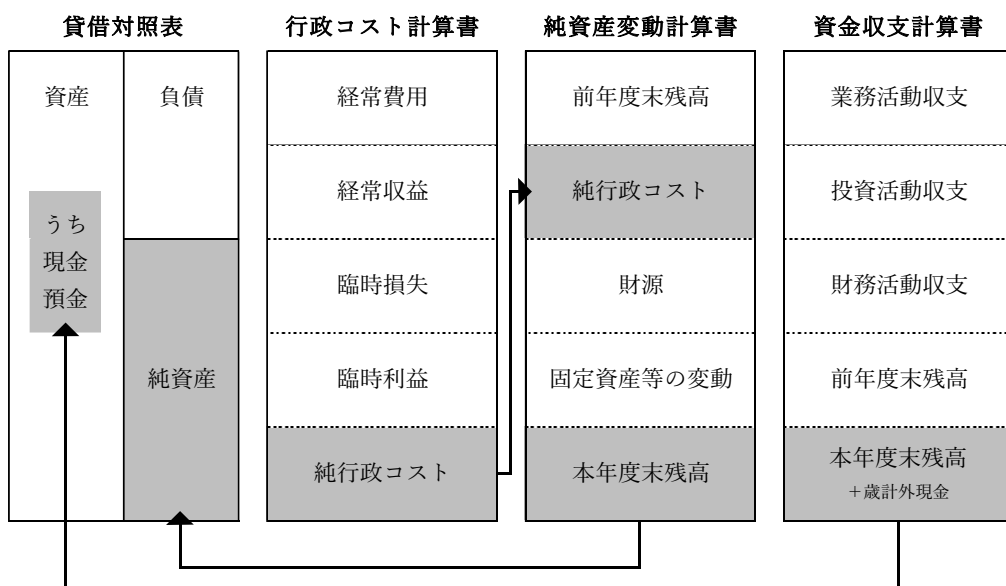 貸借対照表
資産
負債
うち
現金
預金
純資産
行政コスト計算書
経常費用
経常収益
臨時損失
臨時利益
純行政コスト
純資産変動計算書
前年度末残高
純行政コスト
財源
固定資産等の変動
本年度末残高
資金収支計算書
業務活動収支
投資活動収支
財務活動収支
前年度末残高
本年度末残高
＋歳計外現金